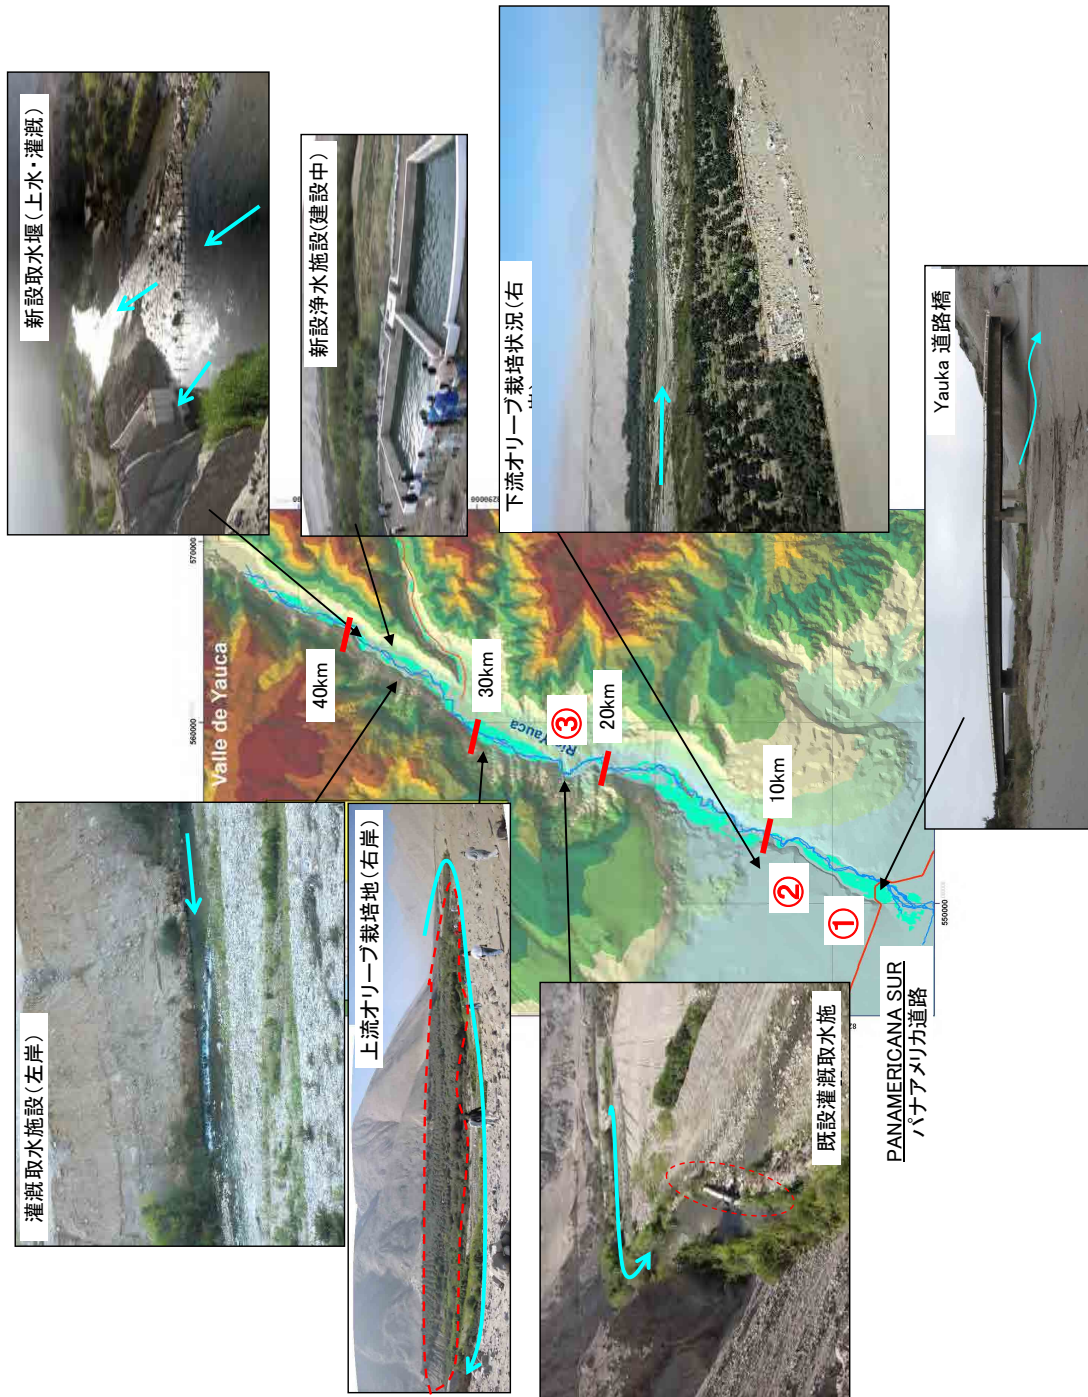 新設取水堰(上水・灌漑)
新設浄水施設(建設中)
下流オリーブ栽培状況(右
Yauka 道路橋
Valle de Yauca
40km
30km
20km
10km
③
②
①
Río Yauca
570000
560000
550000
灌漑取水施設(左岸)
上流オリーブ栽培地(右岸)
既設灌漑取水施
PANAMERICANA SUR
パナアメリカ道路